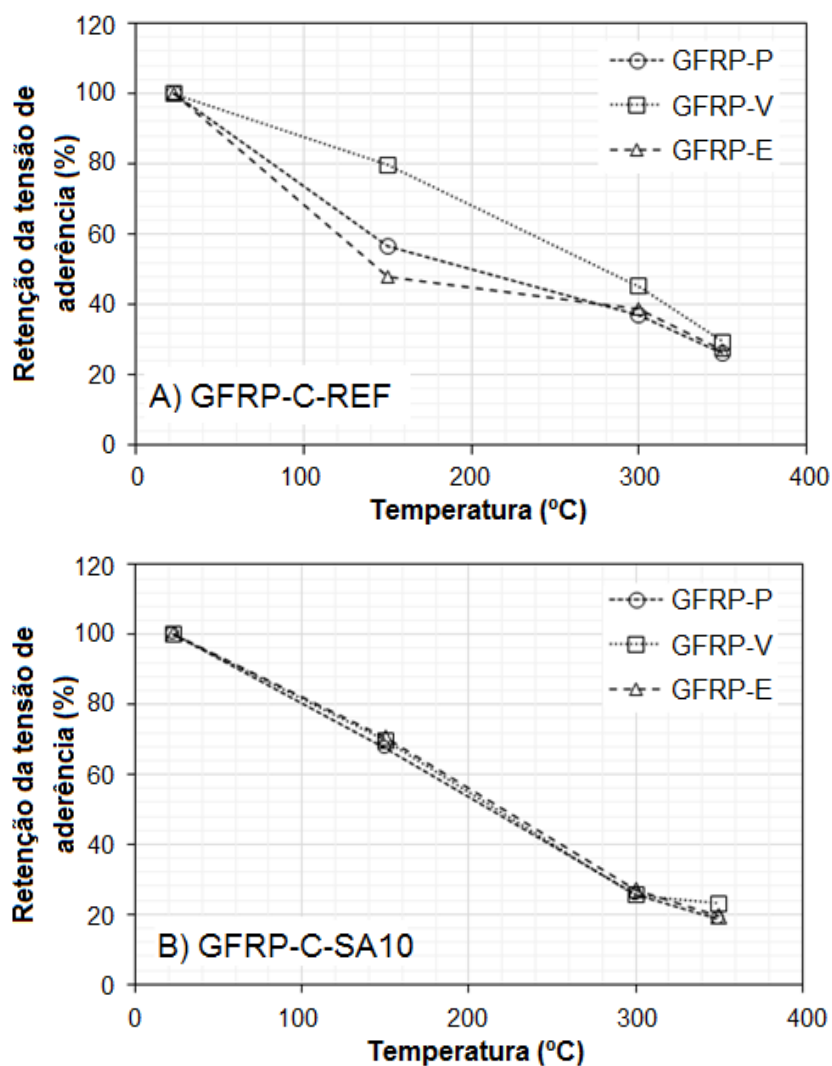 120
100
80
60
40
20
0
Retenção da tensão de
aderência (%)
GFRP-P
GFRP-V
GFRP-E
A) GFRP-C-REF
0 100 200 300 400
Temperatura (ºC)
120
100
80
60
40
20
0
Retenção da tensão de
aderência (%)
GFRP-P
GFRP-V
GFRP-E
B) GFRP-C-SA10
0 100 200 300 400
Temperatura (ºC)